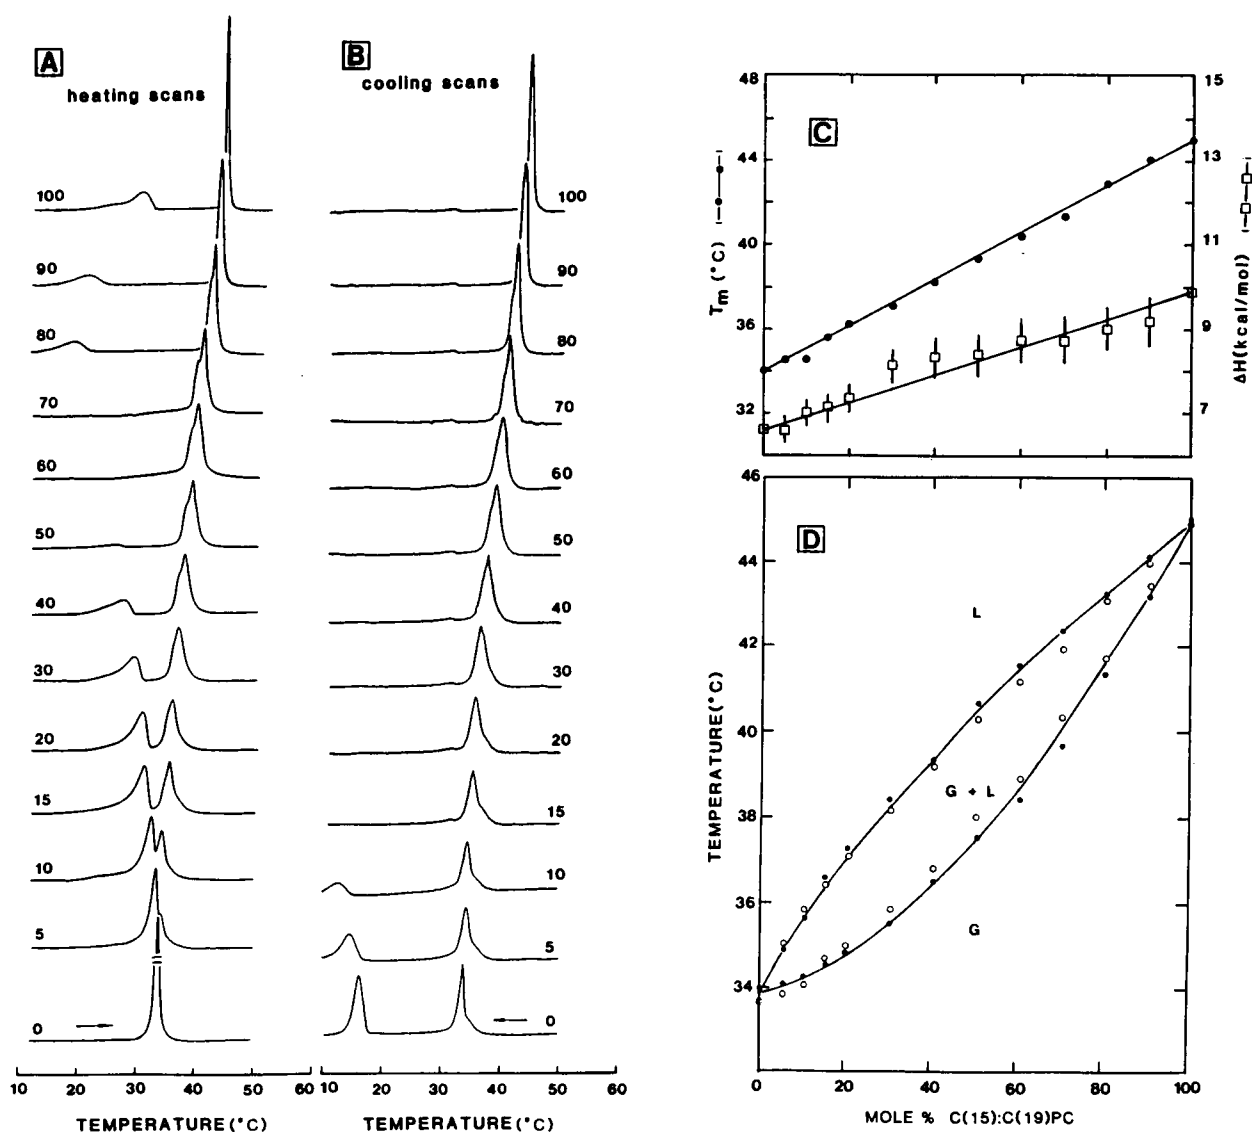 A
heating scans
100
90
80
70
60
50
40
30
20
15
10
5
0
10 20 30 40 50 60
TEMPERATURE(°C)
B
cooling scans
100
90
80
70
60
50
40
30
20
15
10
5
0
10 20 30 40 50 60
TEMPERATURE(°C)
C
48
44
40
36
32
Tm (°C)
15
13
11
9
7
ΔH(kcal/mol)
D
46
44
42
40
38
36
34
TEMPERATURE(°C)
L
G + L
G
0 20 40 60 80 100
MOLE % C(15):C(19)PC